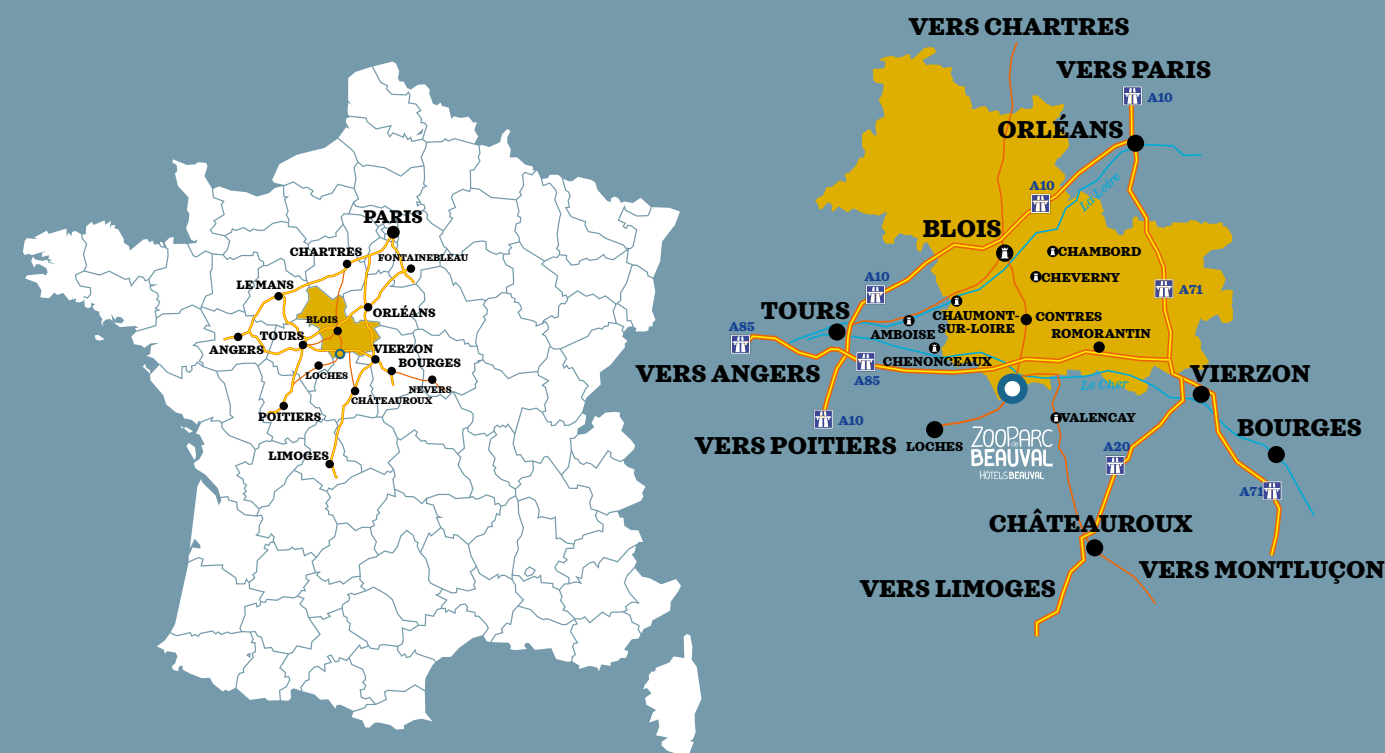 PARIS
CHARTRES
FONTAINEBLEAU
LE MANS
ORLÉANS
BLOIS
TOURS
ANGERS
VIERZON
BOURGES
LOCHES
NEVERS
CHÂTEAUROUX
POITIERS
LIMOGES
VERS CHARTRES
VERS PARIS
A10
ORLÉANS
A10
La Loire
BLOIS
CHAMBORD
CHEVERNY
A10
A71
TOURS
CHAUMONT-
SUR-LOIRE
CONTRES
A85
AMBOISE
ROMORANTIN
CHENONCEAUX
VERS ANGERS
A85
Le Cher
VIERZON
A10
VALENCAY
BOURGES
VERS POITIERS
LOCHES
ZOOPARC
de
BEAUVAL
HÔTELS BEAUVAL
A20
A71
CHÂTEAUROUX
VERS MONTLUÇON
VERS LIMOGES